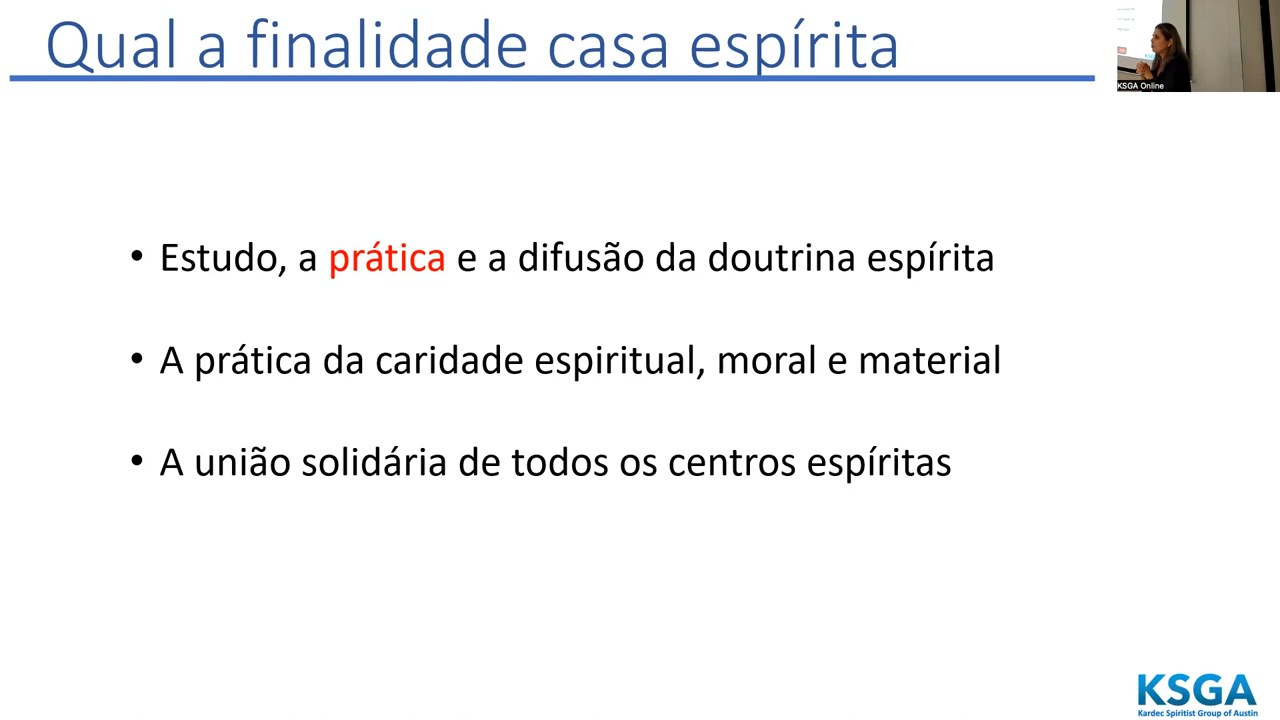 Qual a finalidade casa espírita
KSGA Online
• Estudo, a prática e a difusão da doutrina espírita
• A prática da caridade espiritual, moral e material
• A união solidária de todos os centros espíritas
KSGA
Kardec Spiritist Group of Austin